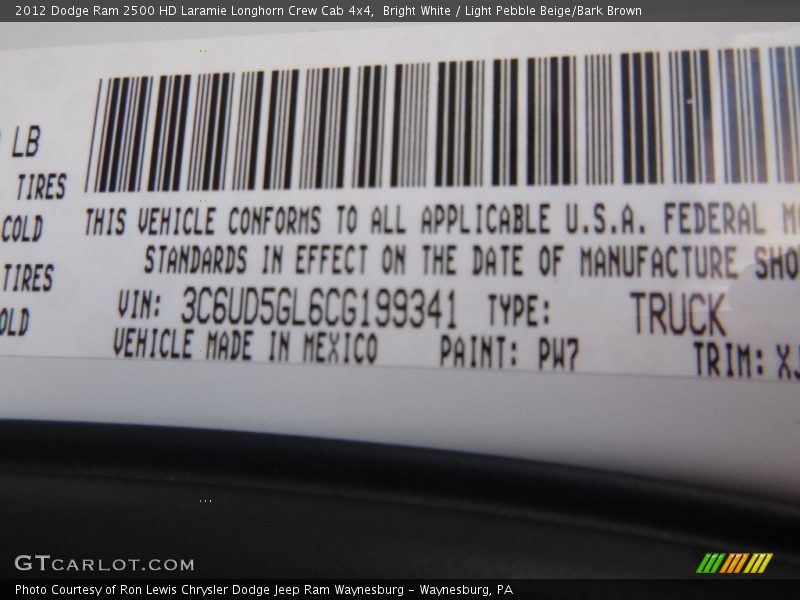 2012 Dodge Ram 2500 HD Laramie Longhorn Crew Cab 4x4, Bright White / Light Pebble Beige/Bark Brown
LB
TIRES
COLD
TIRES
THIS VEHICLE CONFORMS TO ALL APPLICABLE U.S.A. FEDERAL
STANDARDS IN EFFECT ON THE DATE OF MANUFACTURE SHO
VIN: 3C6UD5GL6CG199341 TYPE: TRUCK
VEHICLE MADE IN MEXICO PAINT: PW7 TRIM: XJ
GTCARLOT.COM
Photo Courtesy of Ron Lewis Chrysler Dodge Jeep Ram Waynesburg - Waynesburg, PA